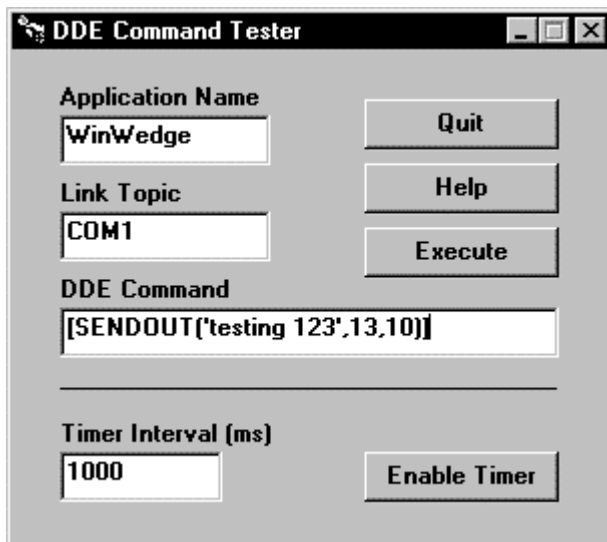 DDE Command Tester
Application Name
WinWedge
Quit
Link Topic
Help
COM1
Execute
DDE Command
[SENDOUT('testing 123',13,10)]
Timer Interval (ms)
1000
Enable Timer